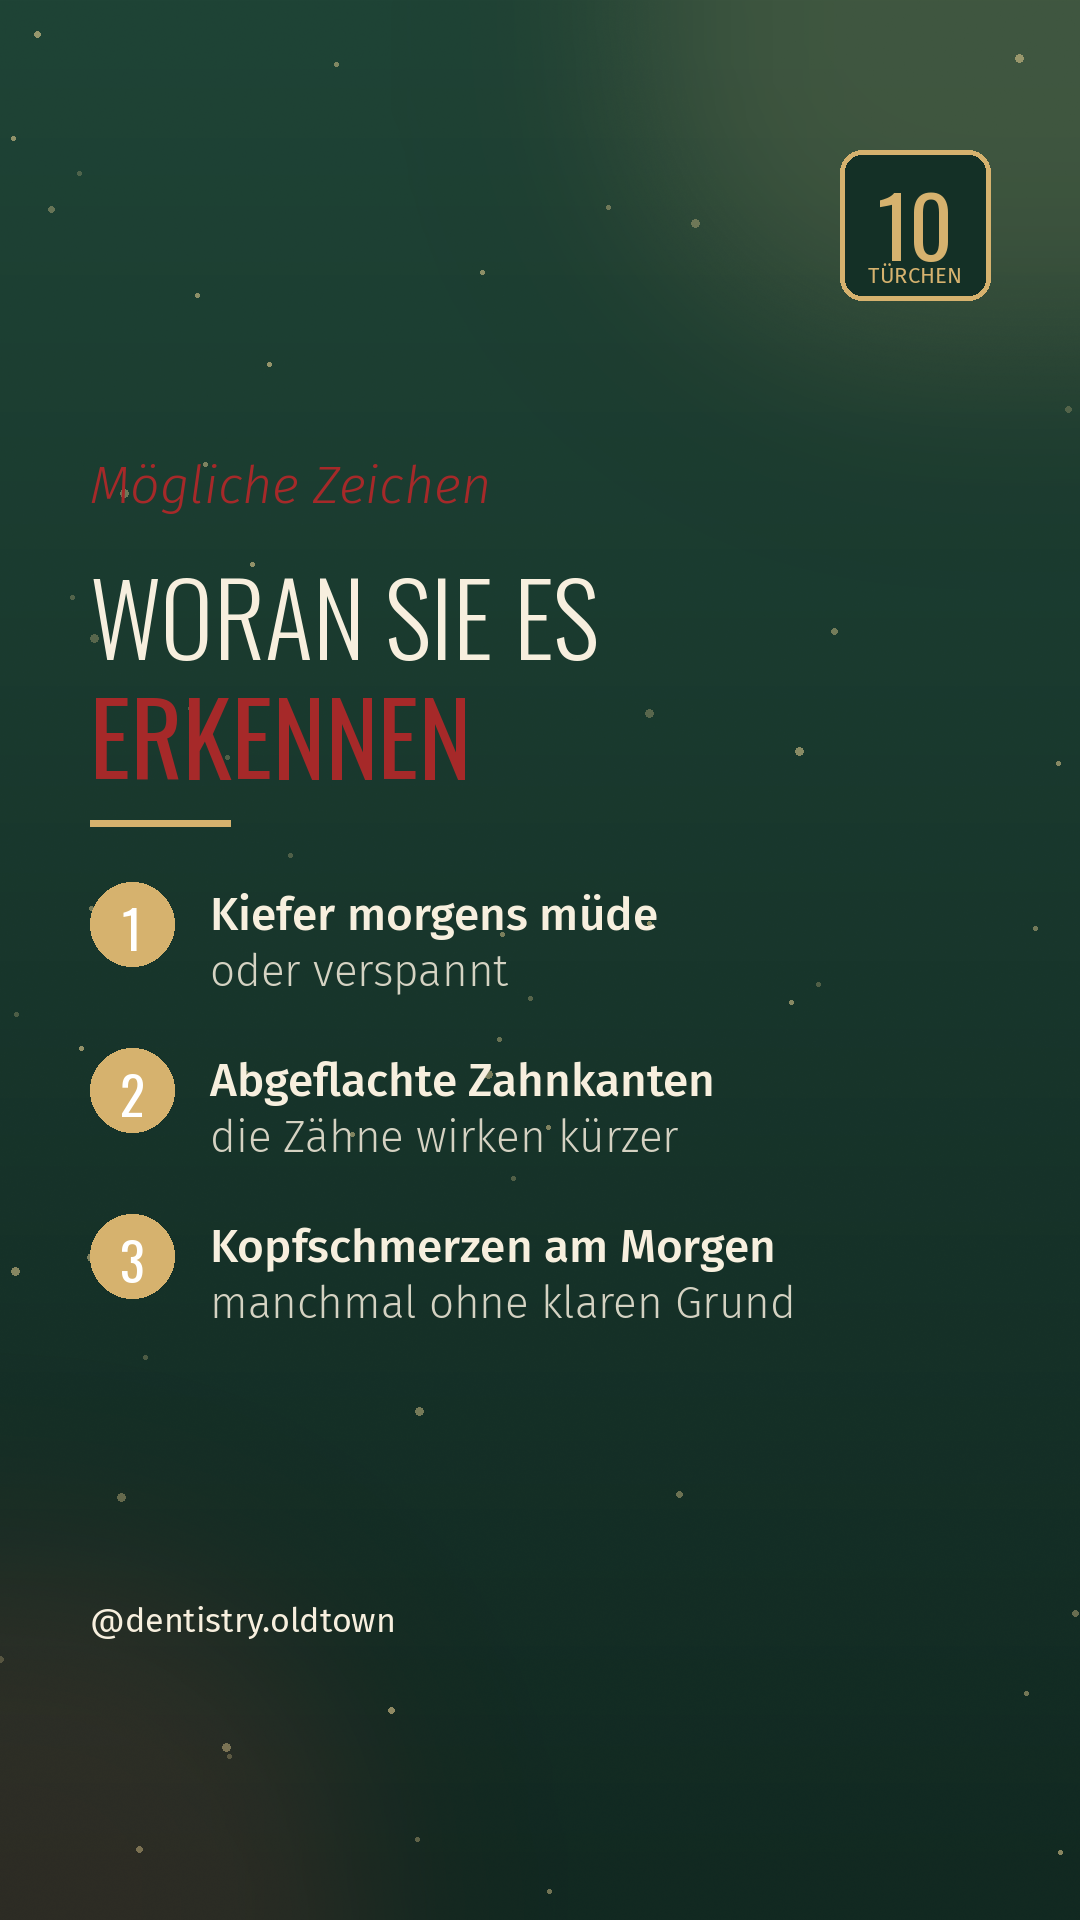 10
TÜRCHEN
Mögliche Zeichen
WORAN SIE ES
ERKENNEN
1
Kiefer morgens müde
oder verspannt
2
Abgeflachte Zahnkanten
die Zähne wirken kürzer
3
Kopfschmerzen am Morgen
manchmal ohne klaren Grund
@dentistry.oldtown